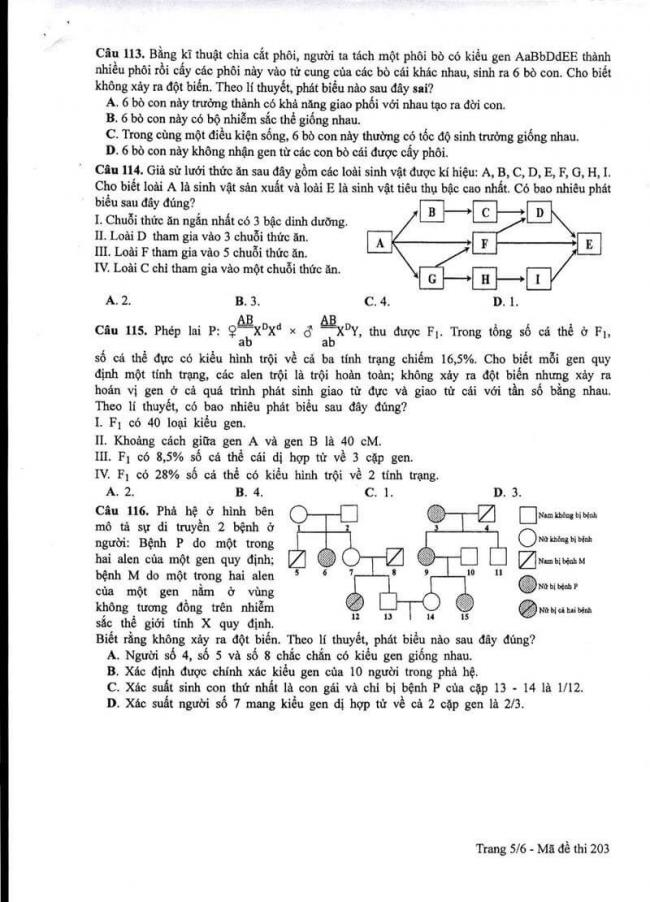 Câu 113. Bằng kĩ thuật chia cắt phôi, người ta tách một phôi bò có kiểu gen AaBbDdEE thành
nhiều phôi rồi cấy các phôi này vào tử cung của các bò cái khác nhau, sinh ra 6 bò con. Cho biết
không xảy ra đột biến. Theo lí thuyết, phát biểu nào sau đây sai?
A. 6 bò con này trưởng thành có khả năng giao phối với nhau tạo ra đời con.
B. 6 bò con này có bộ nhiễm sắc thể giống nhau.
C. Trong cùng một điều kiện sống, 6 bò con này thường có tốc độ sinh trưởng giống nhau.
D. 6 bò con này không nhận gen từ các con bò cái được cấy phôi.
Câu 114. Giả sử lưới thức ăn sau đây gồm các loài sinh vật được kí hiệu: A, B, C, D, E, F, G, H, I.
Cho biết loài A là sinh vật sản xuất và loài E là sinh vật tiêu thụ bậc cao nhất. Có bao nhiêu phát
biểu sau đây đúng?
I. Chuỗi thức ăn ngắn nhất có 3 bậc dinh dưỡng.
II. Loài D tham gia vào 3 chuỗi thức ăn.
III. Loài F tham gia vào 5 chuỗi thức ăn.
IV. Loài C chỉ tham gia vào một chuỗi thức ăn.
B C D
A F E
G H I
A. 2. B. 3. C. 4. D. 1.
Câu 115. Phép lai P: ♀ AB/ab XDXd × ♂ AB/ab XDY, thu được F1. Trong tổng số cá thể ở F1,
số cá thể đực có kiểu hình trội về cả ba tính trạng chiếm 16,5%. Cho biết mỗi gen quy
định một tính trạng, các alen trội là trội hoàn toàn; không xảy ra đột biến nhưng xảy ra
hoán vị gen ở cả quá trình phát sinh giao tử đực và giao tử cái với tần số bằng nhau.
Theo lí thuyết, có bao nhiêu phát biểu sau đây đúng?
I. F1 có 40 loại kiểu gen.
II. Khoảng cách giữa gen A và gen B là 40 cM.
III. F1 có 8,5% số cá thể cái dị hợp tử về 3 cặp gen.
IV. F1 có 28% số cá thể có kiểu hình trội về 2 tính trạng.
A. 2. B. 4. C. 1. D. 3.
Câu 116. Phả hệ ở hình bên
mô tả sự di truyền 2 bệnh ở
người: Bệnh P do một trong
hai alen của một gen quy định;
bệnh M do một trong hai alen
của một gen nằm ở vùng
không tương đồng trên nhiễm
sắc thể giới tính X quy định.
1 2 3 4
5 6 7 8 9 10 11
12 13 14 15
Nam không bị bệnh
Nữ không bị bệnh
Nam bị bệnh M
Nữ bị bệnh P
Nữ bị cả hai bệnh
Biết rằng không xảy ra đột biến. Theo lí thuyết, phát biểu nào sau đây đúng?
A. Người số 4, số 5 và số 8 chắc chắn có kiểu gen giống nhau.
B. Xác định được chính xác kiểu gen của 10 người trong phả hệ.
C. Xác suất sinh con thứ nhất là con gái và chỉ bị bệnh P của cặp 13 - 14 là 1/12.
D. Xác suất người số 7 mang kiểu gen dị hợp tử về cả 2 cặp gen là 2/3.
Trang 5/6 - Mã đề thi 203